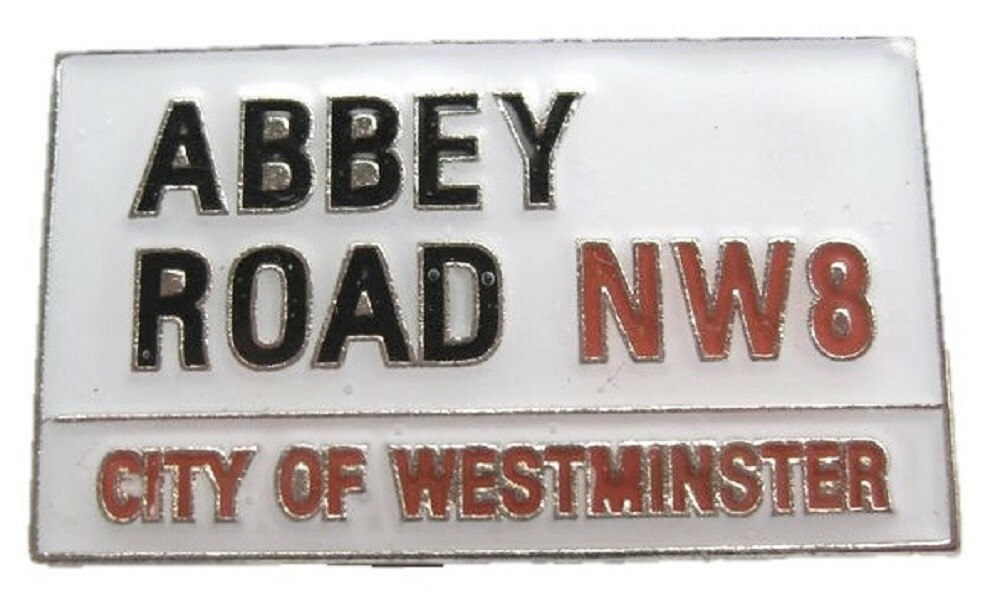 ABBEY
ROAD NW8
CITY OF WESTMINSTER